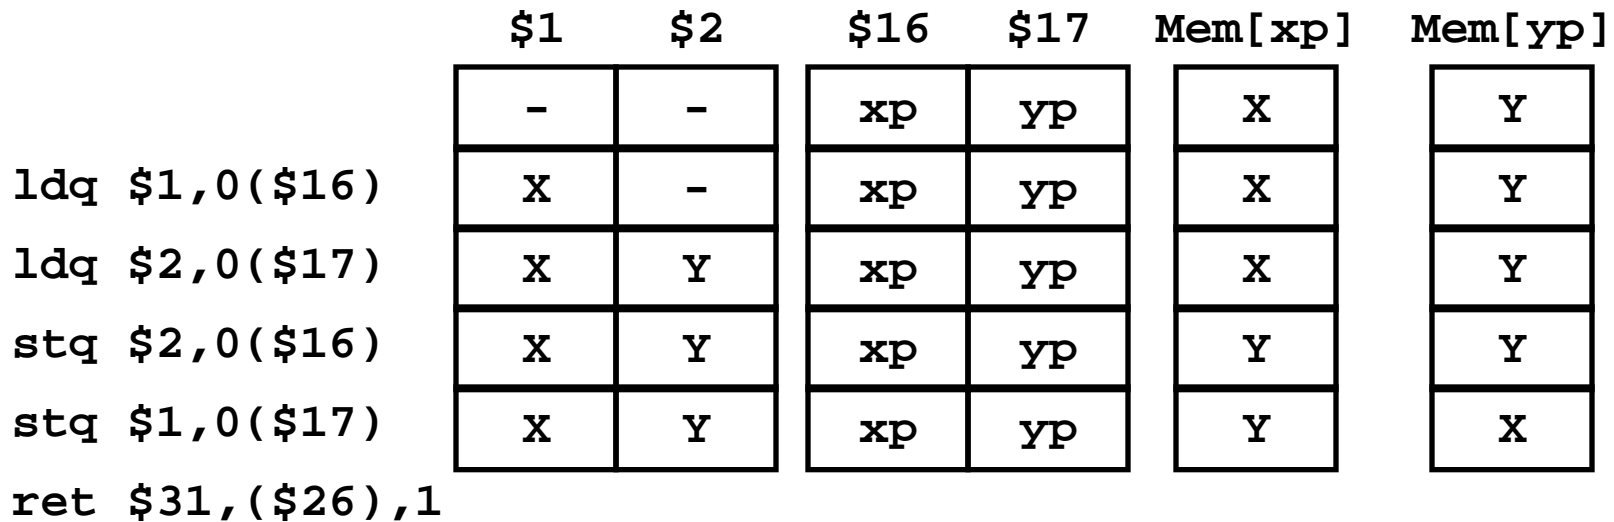 $1 $2 $16 $17 Mem[xp] Mem[yp]
- - xp yp X Y
ldq $1,0($16) X - xp yp X Y
ldq $2,0($17) X Y xp yp X Y
stq $2,0($16) X Y xp yp Y Y
stq $1,0($17) X Y xp yp Y X
ret $31,($26),1